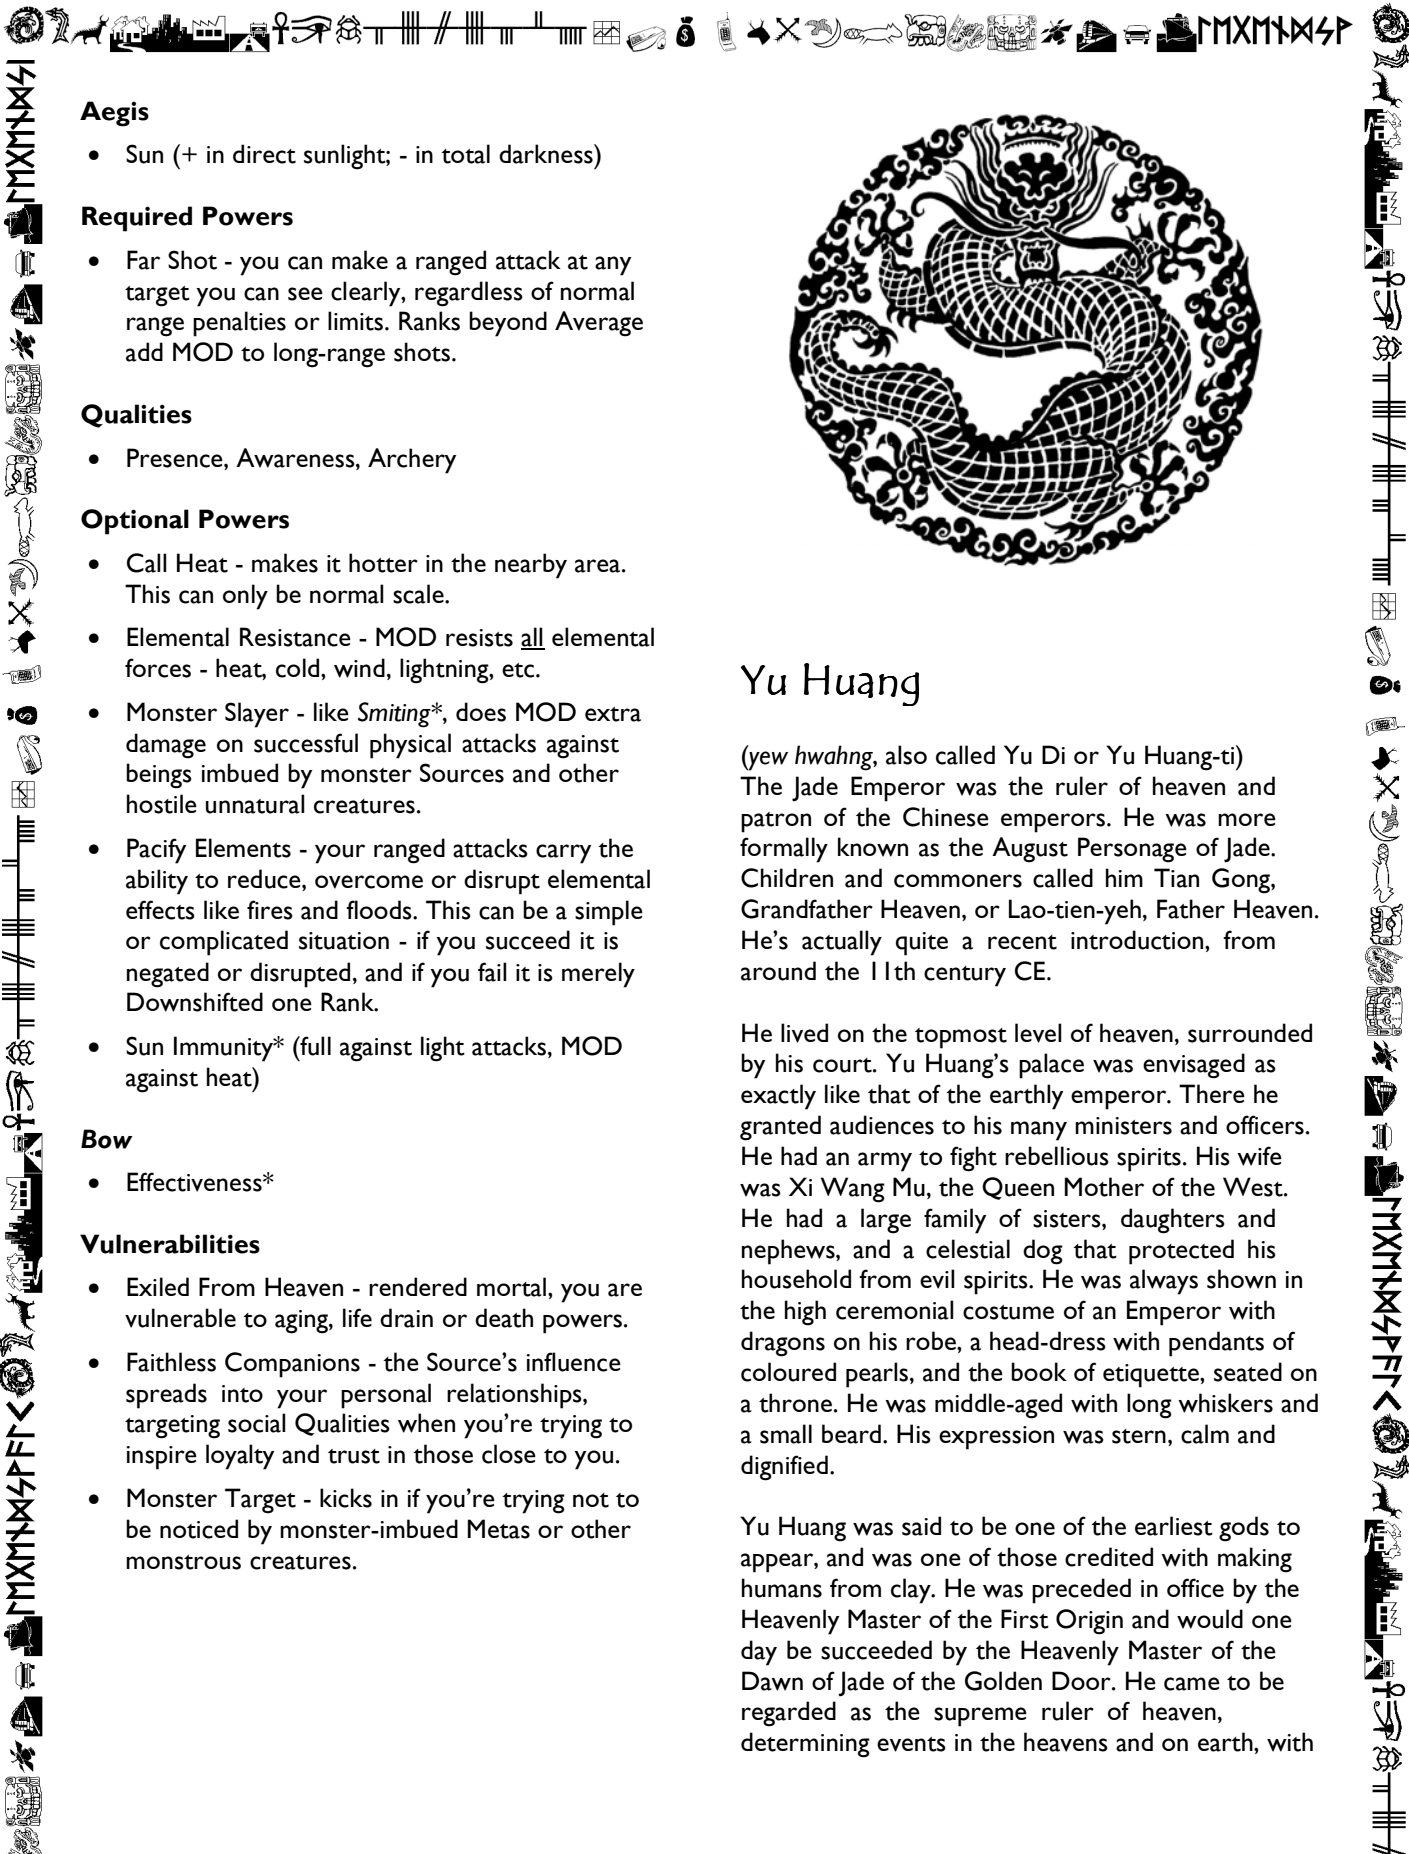 Aegis
• Sun (+ in direct sunlight; - in total darkness)
Required Powers
• Far Shot - you can make a ranged attack at any
target you can see clearly, regardless of normal
range penalties or limits. Ranks beyond Average
add MOD to long-range shots.
Qualities
• Presence, Awareness, Archery
Optional Powers
• Call Heat - makes it hotter in the nearby area.
This can only be normal scale.
• Elemental Resistance - MOD resists all elemental
forces - heat, cold, wind, lightning, etc.
• Monster Slayer - like Smiting*, does MOD extra
damage on successful physical attacks against
beings imbued by monster Sources and other
hostile unnatural creatures.
• Pacify Elements - your ranged attacks carry the
ability to reduce, overcome or disrupt elemental
effects like fires and floods. This can be a simple
or complicated situation - if you succeed it is
negated or disrupted, and if you fail it is merely
Downshifted one Rank.
• Sun Immunity* (full against light attacks, MOD
against heat)
Bow
• Effectiveness*
Vulnerabilities
• Exiled From Heaven - rendered mortal, you are
vulnerable to aging, life drain or death powers.
• Faithless Companions - the Source's influence
spreads into your personal relationships,
targeting social Qualities when you're trying to
inspire loyalty and trust in those close to you.
• Monster Target - kicks in if you're trying not to
be noticed by monster-imbued Metas or other
monstrous creatures.
Yu Huang
(yew hwahng, also called Yu Di or Yu Huang-ti)
The Jade Emperor was the ruler of heaven and
patron of the Chinese emperors. He was more
formally known as the August Personage of Jade.
Children and commoners called him Tian Gong,
Grandfather Heaven, or Lao-tien-yeh, Father Heaven.
He's actually quite a recent introduction, from
around the 11th century CE.
He lived on the topmost level of heaven, surrounded
by his court. Yu Huang's palace was envisaged as
exactly like that of the earthly emperor. There he
granted audiences to his many ministers and officers.
He had an army to fight rebellious spirits. His wife
was Xi Wang Mu, the Queen Mother of the West.
He had a large family of sisters, daughters and
nephews, and a celestial dog that protected his
household from evil spirits. He was always shown in
the high ceremonial costume of an Emperor with
dragons on his robe, a head-dress with pendants of
coloured pearls, and the book of etiquette, seated on
a throne. He was middle-aged with long whiskers and
a small beard. His expression was stern, calm and
dignified.
Yu Huang was said to be one of the earliest gods to
appear, and was one of those credited with making
humans from clay. He was preceded in office by the
Heavenly Master of the First Origin and would one
day be succeeded by the Heavenly Master of the
Dawn of Jade of the Golden Door. He came to be
regarded as the supreme ruler of heaven,
determining events in the heavens and on earth, with